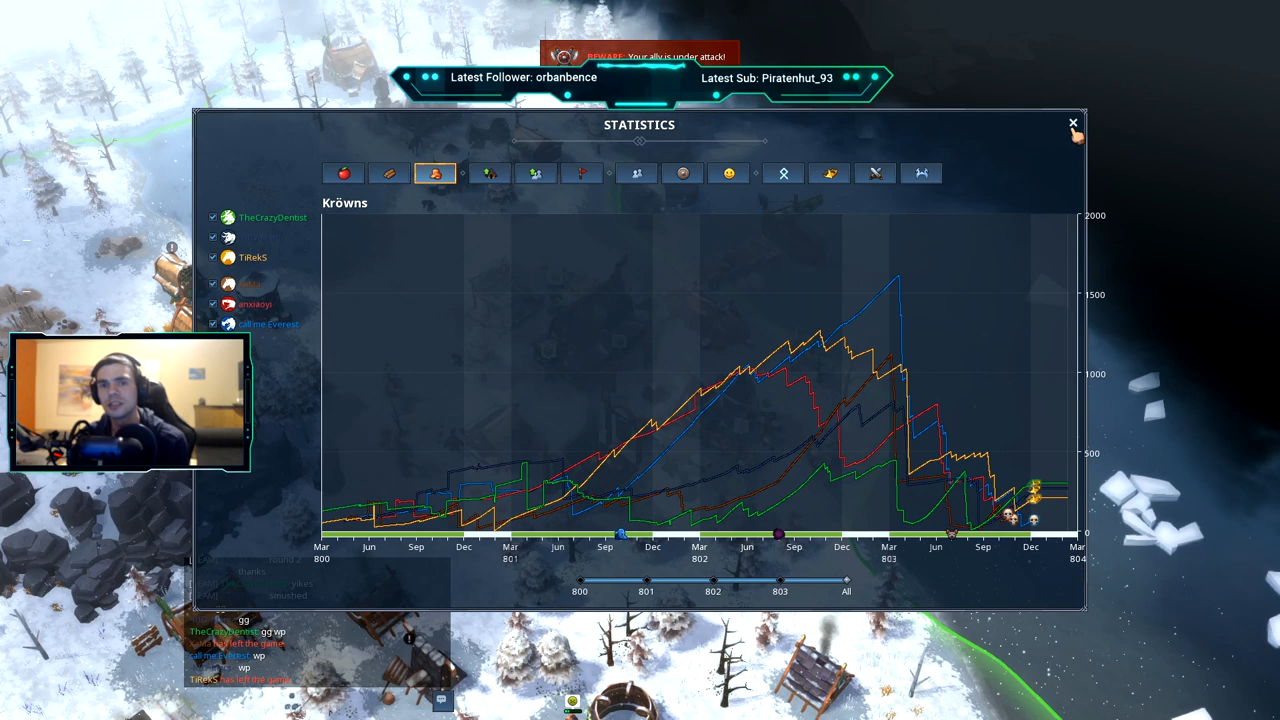 BEWARE: Your ally is under attack!
Latest Follower: orbanbence
Latest Sub: Piratenhut_93
STATISTICS
Kröwns
TheCrazyDentist
TiRekS
anxiaoyi
call me Everest
2000
1500
1000
500
0
Mar Jun Sep Dec Mar Jun Sep Dec Mar Jun Sep Dec Mar Jun Sep Dec Mar
800 801 802 803 804
800 801 802 803 All
round 2
thanks
yikes
smushed
gg
TheCrazyDentist: gg wp
has left the game
call me Everest: wp
wp
TiRekS has left the game